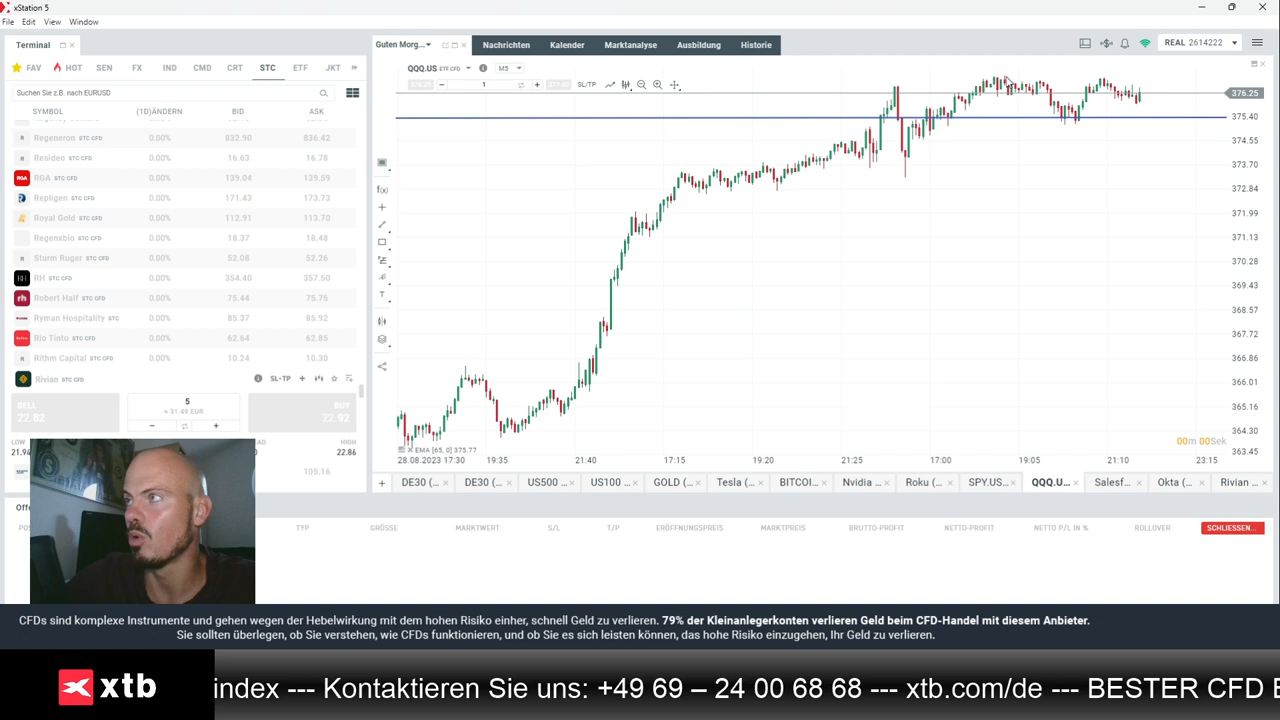 xStation 5
File Edit View Window
Terminal
Guten Morg...
Nachrichten
Kalender
Marktanalyse
Ausbildung
Historie
REAL 2614222
FAV HOT SEN FX IND CMD CRT STC ETF JKT
QQQ.US ETF CFD
M5
1
SL/TP
Suchen Sie z.B. nach EURUSD
SYMBOL (1D)ÄNDERN BID ASK
Regeneron STC CFD 0.00% 832.90 836.42
Resideo STC CFD 0.00% 16.63 16.78
RGA STC CFD 0.00% 139.04 139.59
Repligen STC CFD 0.00% 171.43 173.73
Royal Gold STC CFD 0.00% 112.91 113.70
Regenxbio STC CFD 0.00% 18.37 18.48
Sturm Ruger STC CFD 0.00% 52.08 52.26
RH STC CFD 0.00% 354.40 357.50
Robert Half STC CFD 0.00% 75.44 75.75
Ryman Hospitality STC 0.00% 85.37 85.92
Rio Tinto STC CFD 0.00% 62.64 62.85
Rithm Capital STC CFD 0.00% 10.24 10.30
Rivian STC CFD
SL+TP
SELL
22.82
5
≈ 31.49 EUR
BUY
22.92
LOW
21.94
HIGH
22.86
105.16
376.25
375.40
374.55
373.70
372.84
371.99
371.13
370.28
369.43
368.57
367.72
366.86
366.01
365.16
364.30
363.45
00m 00Sek
EMA [65, 0] 375.77
28.08.2023 17:30 19:35 21:40 17:15 19:20 21:25 17:00 19:05 21:10 23:15
DE30 (... DE30 (... US500 ... US100 ... GOLD (... Tesla (... BITCOI... Nvidia ... Roku (... SPY.US... QQQ.U... Salesf... Okta (... Rivian ...
TYP GRÖSSE MARKTWERT S/L T/P ERÖFFNUNGSPREIS MARKTPREIS BRUTTO-PROFIT NETTO-PROFIT NETTO P/L IN % ROLLOVER SCHLIESSEN...
CFDs sind komplexe Instrumente und gehen wegen der Hebelwirkung mit dem hohen Risiko einher, schnell Geld zu verlieren. 79% der Kleinanlegerkonten verlieren Geld beim CFD-Handel mit diesem Anbieter.
Sie sollten überlegen, ob Sie verstehen, wie CFDs funktionieren, und ob Sie es sich leisten können, das hohe Risiko einzugehen, Ihr Geld zu verlieren.
xtb
index --- Kontaktieren Sie uns: +49 69 – 24 00 68 68 --- xtb.com/de --- BESTER CFD